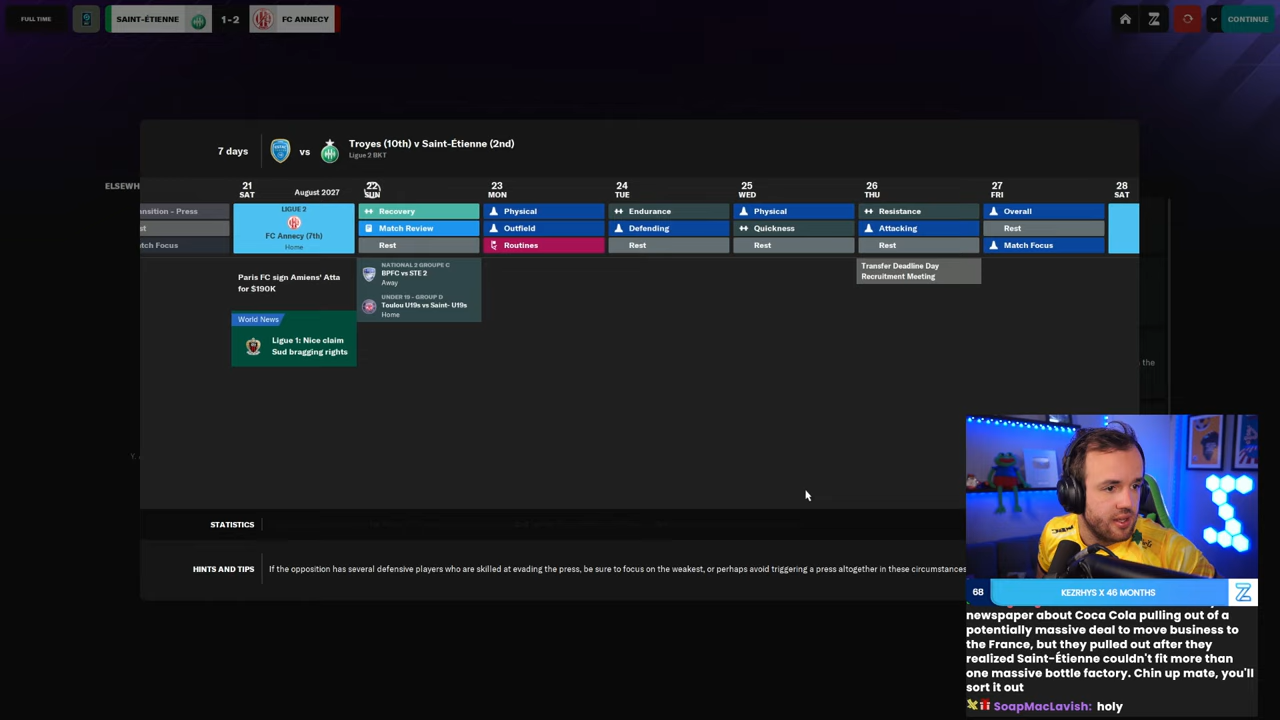 FULL TIME
SAINT-ÉTIENNE
1-2
FC ANNECY
CONTINUE
7 days
vs
Troyes (10th) v Saint-Étienne (2nd)
Ligue 2 BKT
ELSEWH
21
SAT
August 2027
22
SUN
23
MON
24
TUE
25
WED
26
THU
27
FRI
28
SAT
ansition - Press
st
tch Focus
LIGUE 2
FC Annecy (7th)
Home
Recovery
Match Review
Rest
Physical
Outfield
Routines
Endurance
Defending
Rest
Physical
Quickness
Rest
Resistance
Attacking
Rest
Overall
Rest
Match Focus
Paris FC sign Amiens' Atta
for $190K
World News
Ligue 1: Nice claim
Sud bragging rights
NATIONAL 2 GROUPE C
BPFC vs STE 2
Away
UNDER 19 - GROUP D
Toulou U19s vs Saint- U19s
Home
Transfer Deadline Day
Recruitment Meeting
the
STATISTICS
HINTS AND TIPS
If the opposition has several defensive players who are skilled at evading the press, be sure to focus on the weakest, or perhaps avoid triggering a press altogether in these circumstances
68
KEZRHYS X 46 MONTHS
Z
newspaper about Coca Cola pulling out of a
potentially massive deal to move business to
the France, but they pulled out after they
realized Saint-Étienne couldn't fit more than
one massive bottle factory. Chin up mate, you'll
sort it out
SoapMacLavish: holy